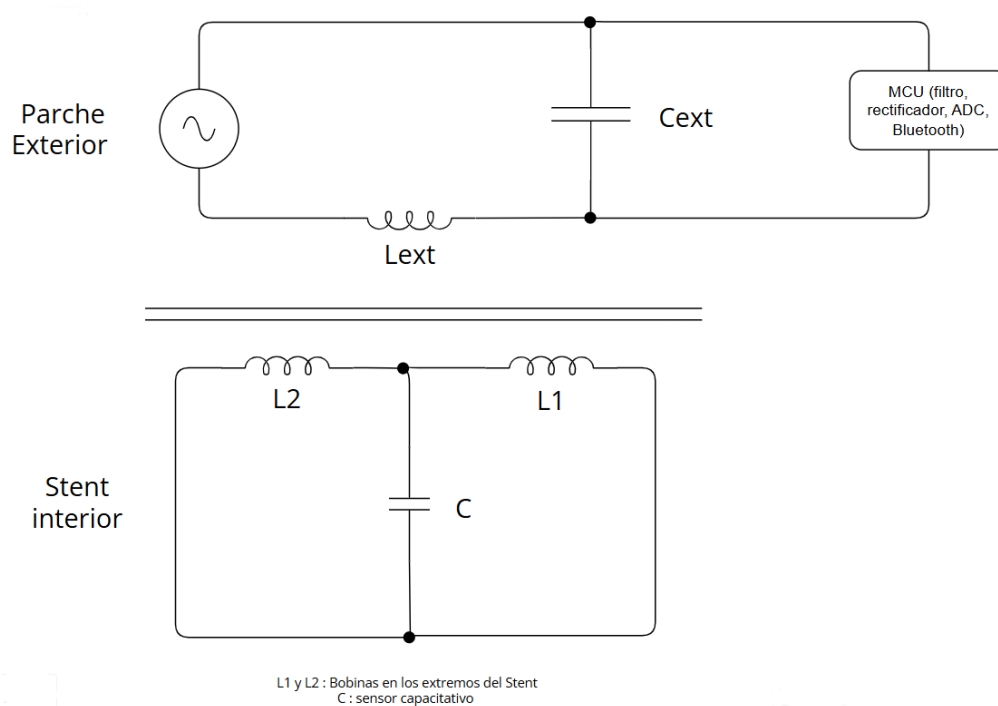 Parche
Exterior
Cext
MCU (filtro,
rectificador, ADC,
Bluetooth)
Lext
L2
L1
Stent
interior
C
L1 y L2 : Bobinas en los extremos del Stent
C : sensor capacitativo